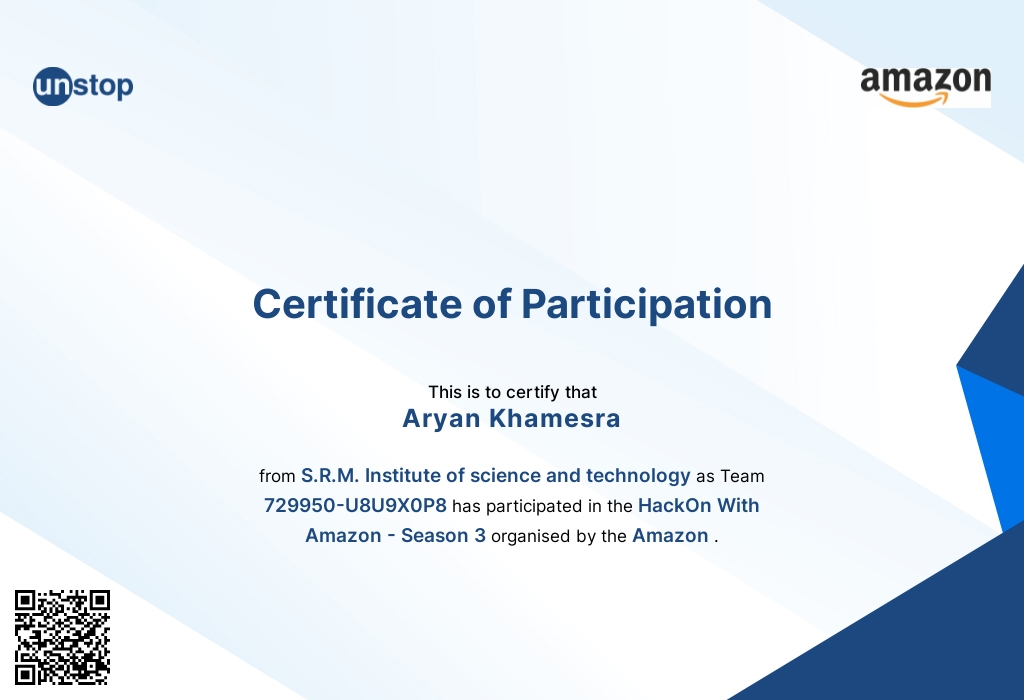 unstop
amazon
Certificate of Participation
This is to certify that
Aryan Khamesra
from S.R.M. Institute of science and technology as Team
729950-U8U9X0P8 has participated in the HackOn With
Amazon - Season 3 organised by the Amazon .